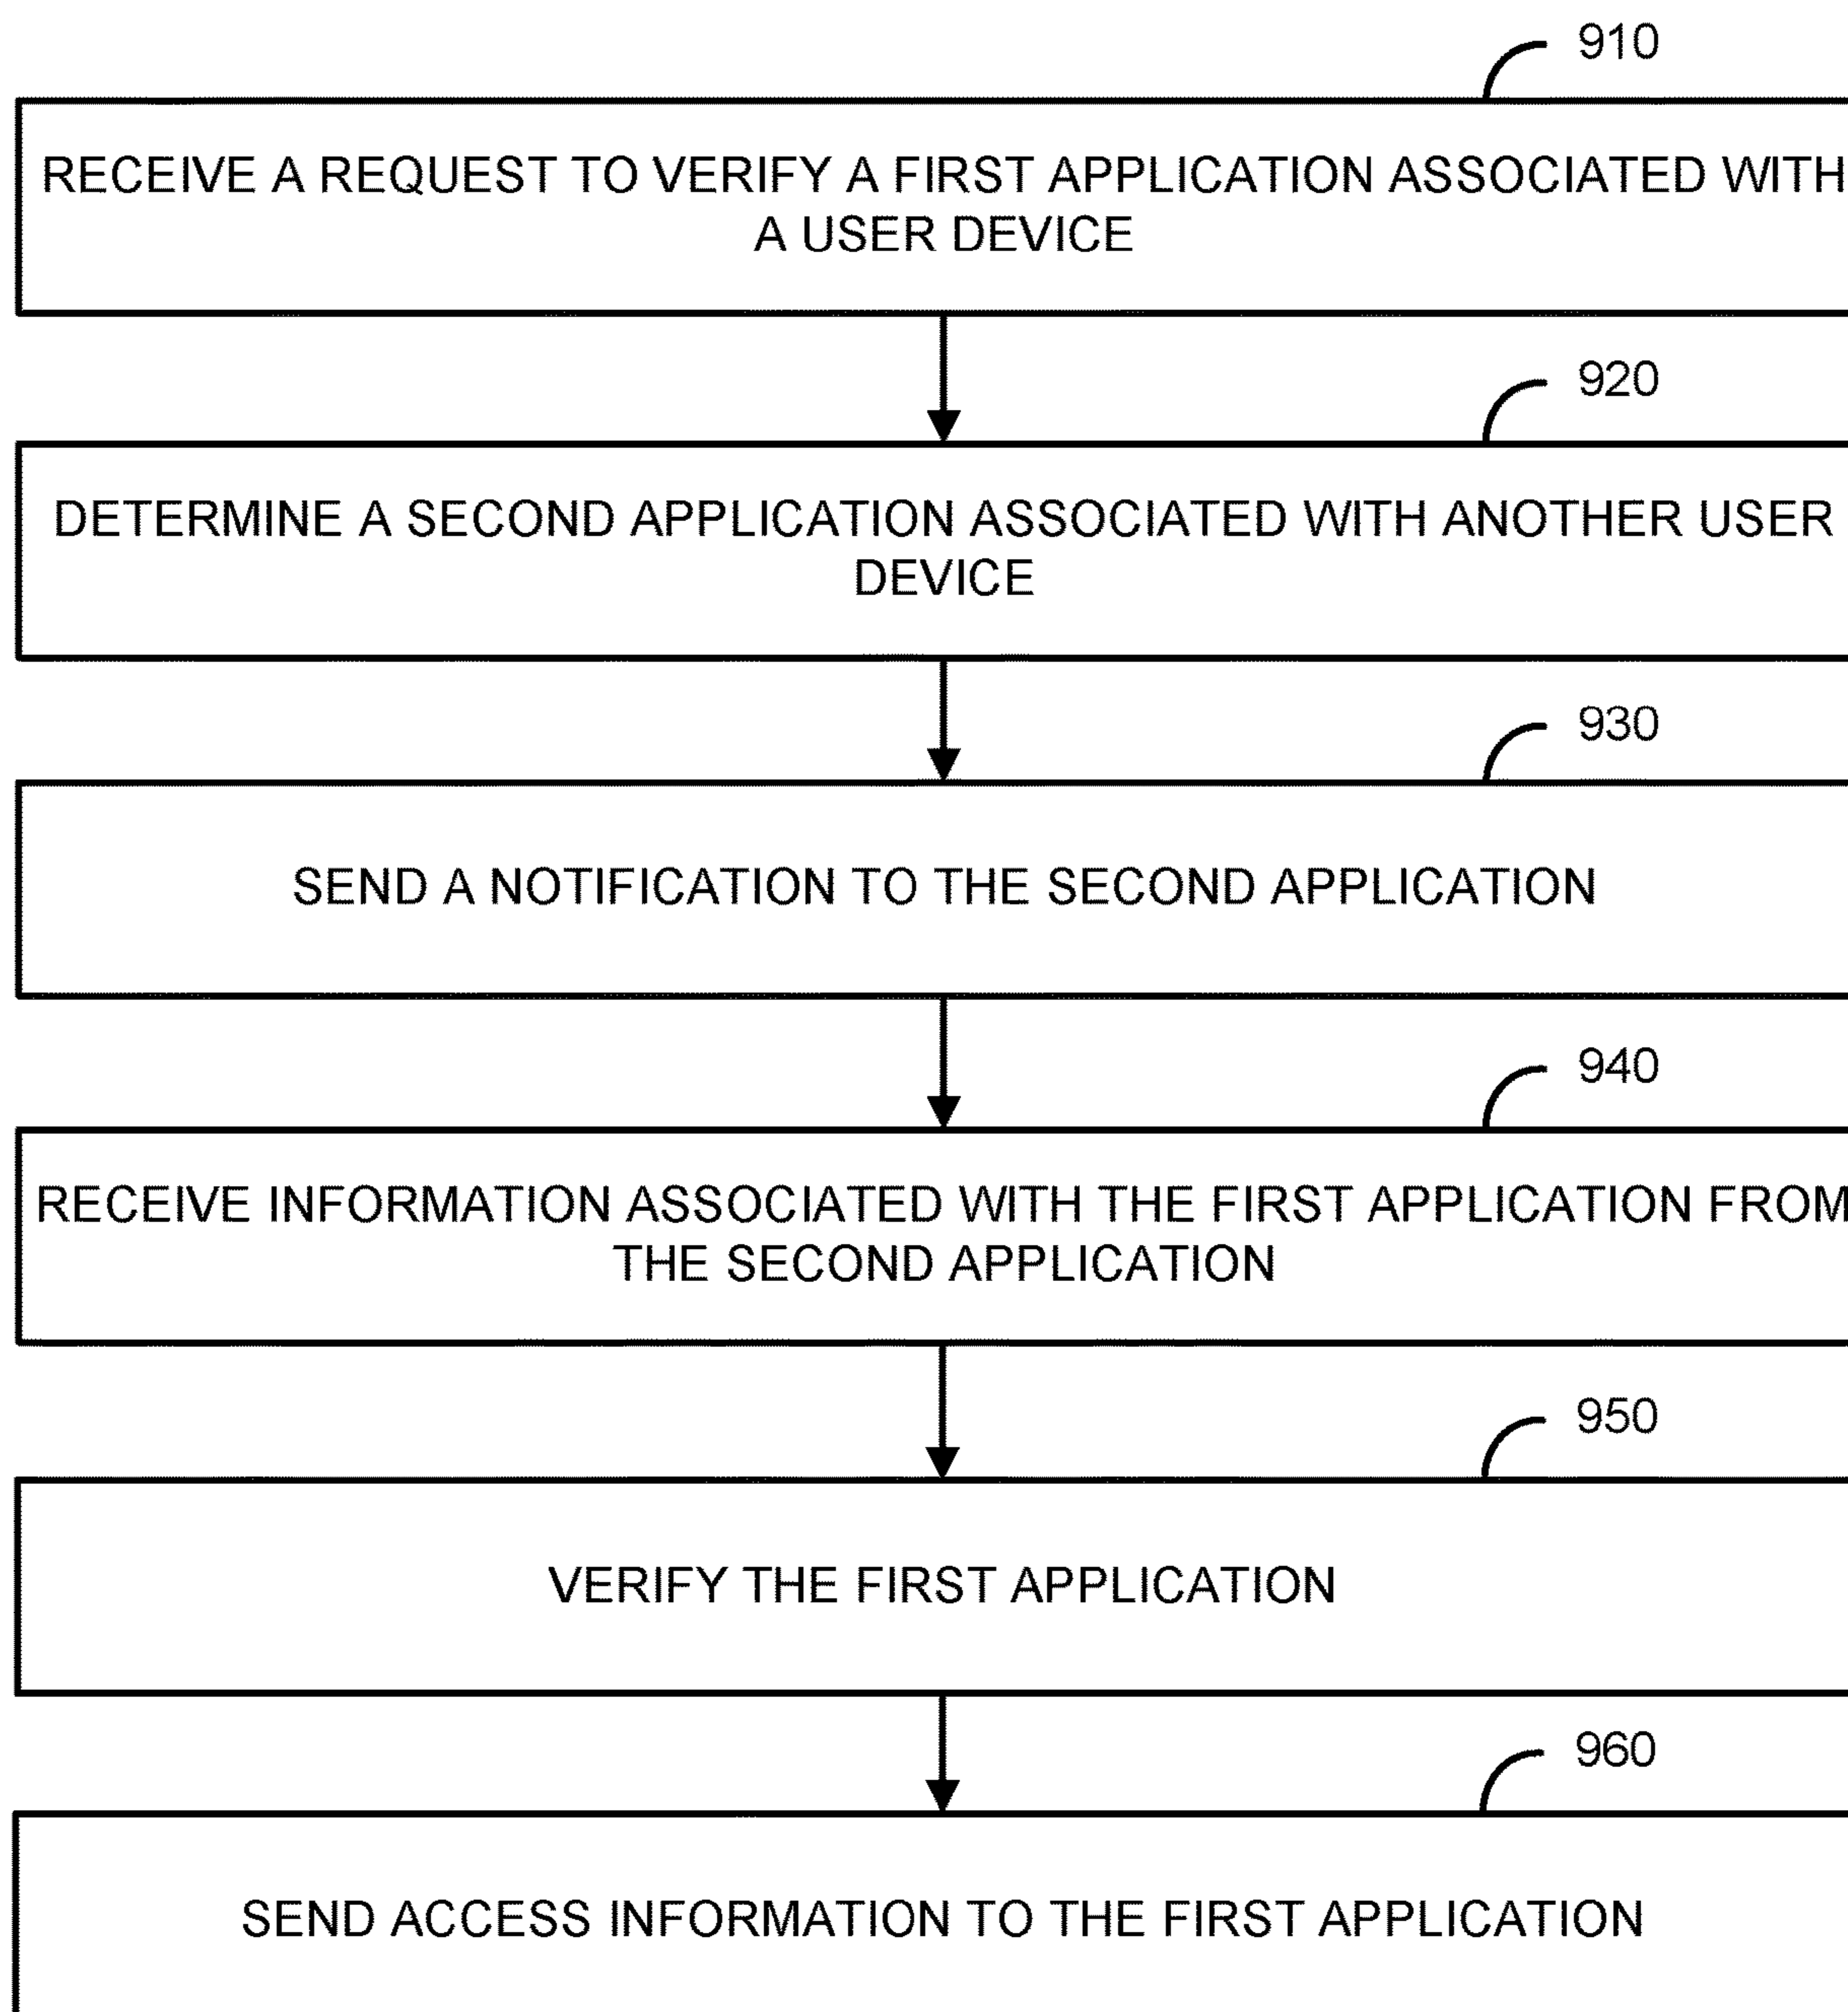 910
RECEIVE A REQUEST TO VERIFY A FIRST APPLICATION ASSOCIATED WITH
A USER DEVICE
920
DETERMINE A SECOND APPLICATION ASSOCIATED WITH ANOTHER USER
DEVICE
930
SEND A NOTIFICATION TO THE SECOND APPLICATION
940
RECEIVE INFORMATION ASSOCIATED WITH THE FIRST APPLICATION FROM
THE SECOND APPLICATION
950
VERIFY THE FIRST APPLICATION
960
SEND ACCESS INFORMATION TO THE FIRST APPLICATION